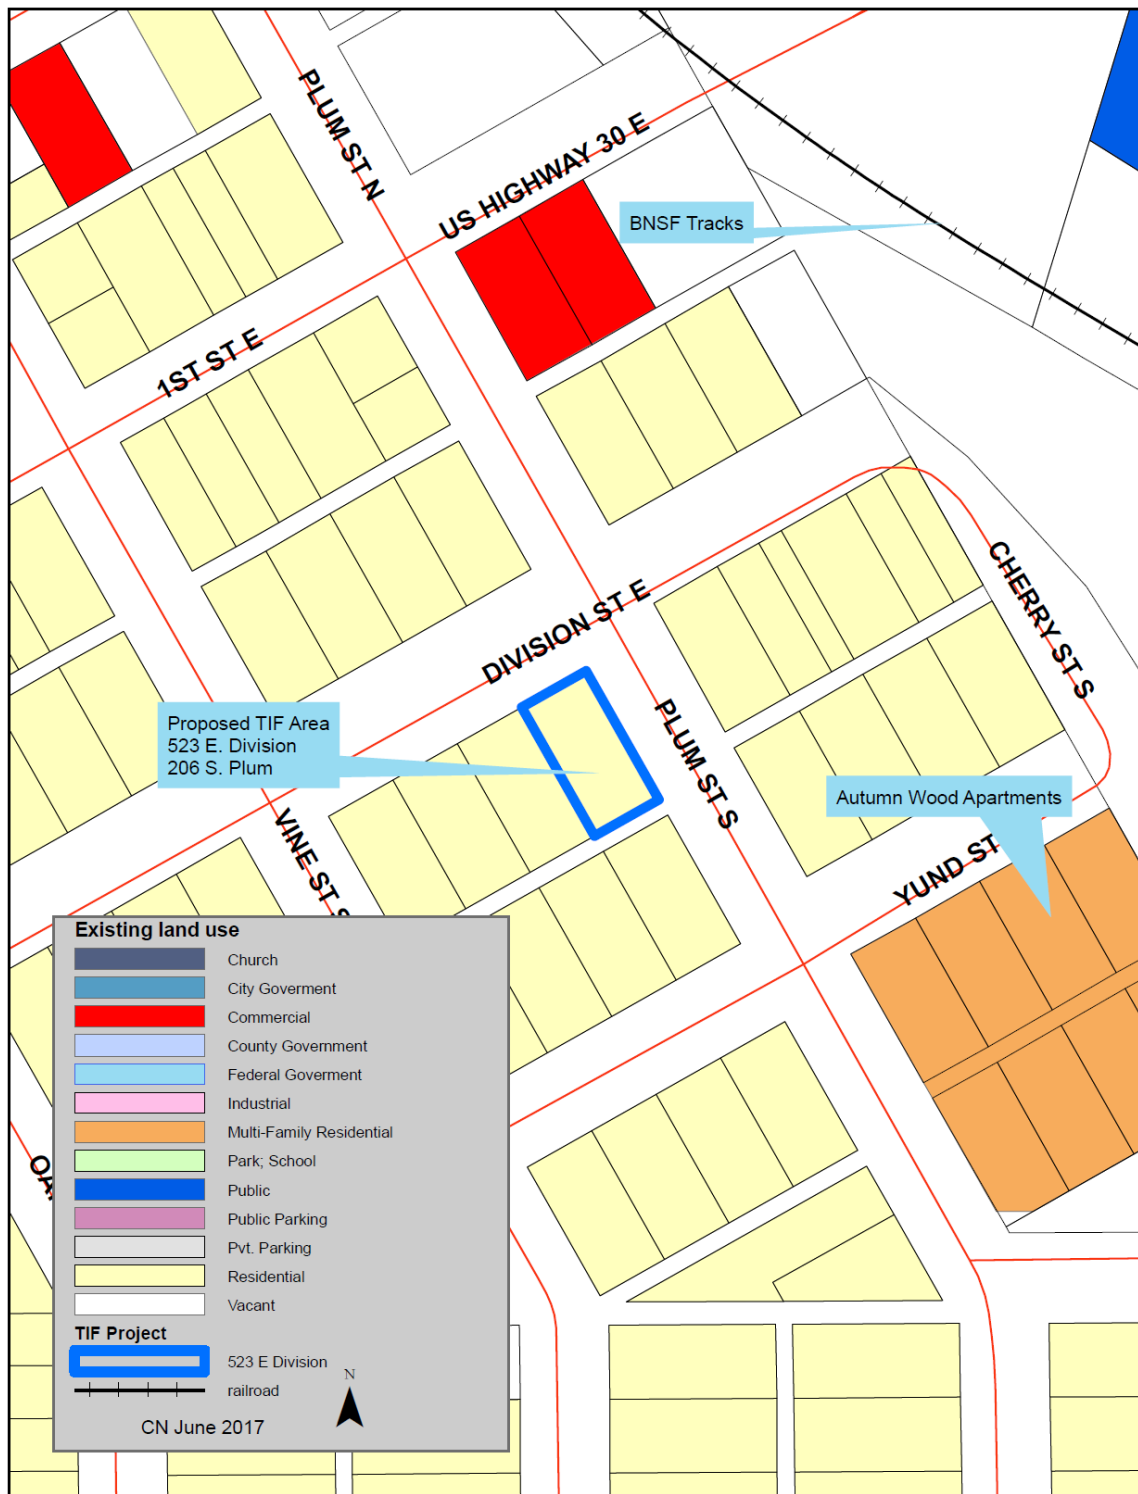 PLUM ST N
US HIGHWAY 30 E
BNSF Tracks
1ST ST E
DIVISION ST E
CHERRY ST S
Proposed TIF Area
523 E. Division
206 S. Plum
PLUM ST S
Autumn Wood Apartments
VINE ST S
YUND ST
Existing land use
Church
City Goverment
Commercial
County Government
Federal Goverment
Industrial
Multi-Family Residential
Park; School
Public
Public Parking
Pvt. Parking
Residential
Vacant
TIF Project
523 E Division
railroad
N
CN June 2017